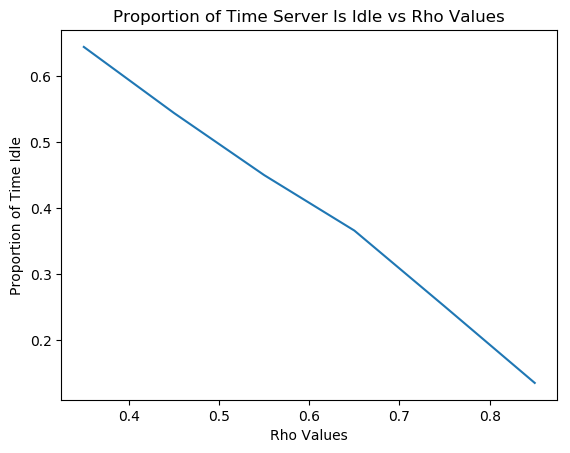 Proportion of Time Server Is Idle vs Rho Values
Proportion of Time Idle
0.6
0.5
0.4
0.3
0.2
0.4 0.5 0.6 0.7 0.8
Rho Values